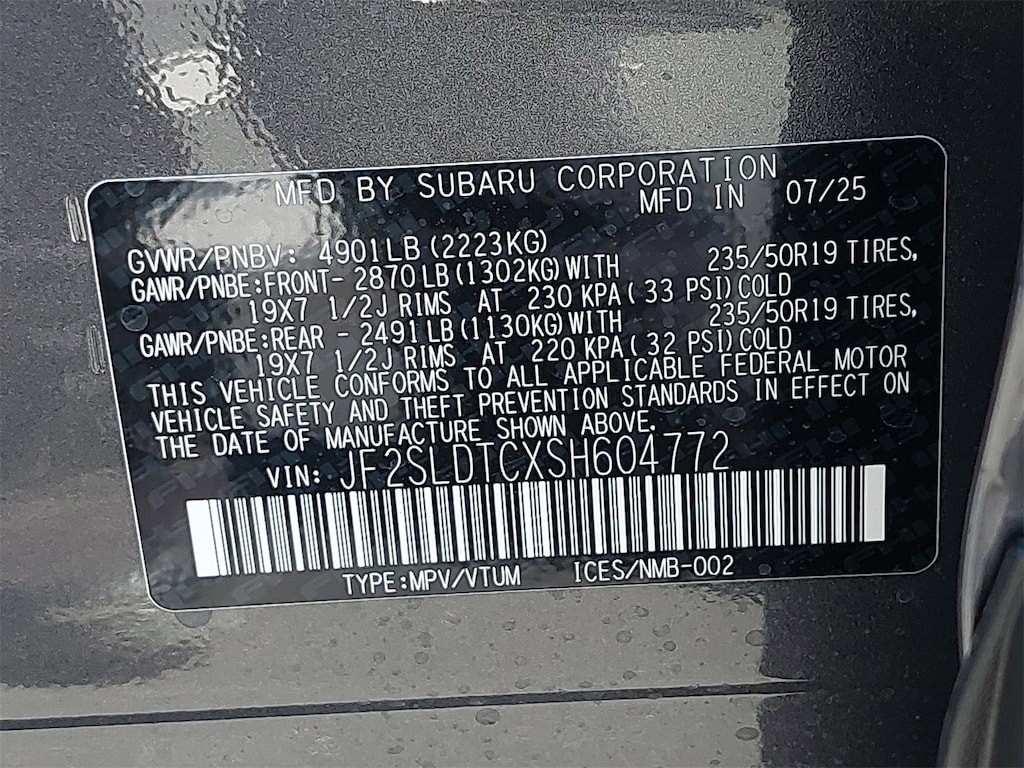 MFD BY SUBARU CORPORATION
MFD IN 07/25
GVWR/PNBV: 4901LB (2223KG)
GAWR/PNBE:FRONT- 2870 LB(1302KG)WITH 235/50R19 TIRES,
19X7 1/2J RIMS AT 230 KPA( 33 PSI)COLD
GAWR/PNBE:REAR - 2491 LB(1130KG)WITH 235/50R19 TIRES,
19X7 1/2J RIMS AT 220 KPA( 32 PSI)COLD
THIS VEHICLE CONFORMS TO ALL APPLICABLE FEDERAL MOTOR
VEHICLE SAFETY AND THEFT PREVENTION STANDARDS IN EFFECT ON
THE DATE OF MANUFACTURE SHOWN ABOVE.
VIN: JF2SLDTCXSH604772
TYPE:MPV/VTUM ICES/NMB-002